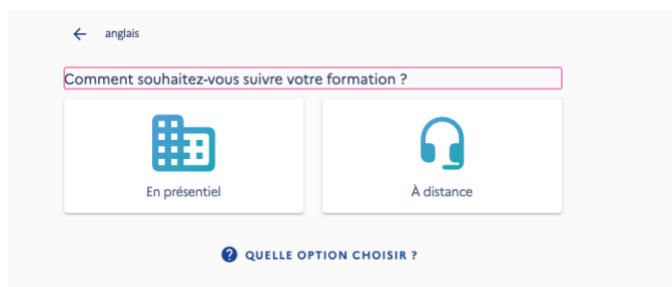 anglais
Comment souhaitez-vous suivre votre formation ?
En présentiel
À distance
? QUELLE OPTION CHOISIR ?